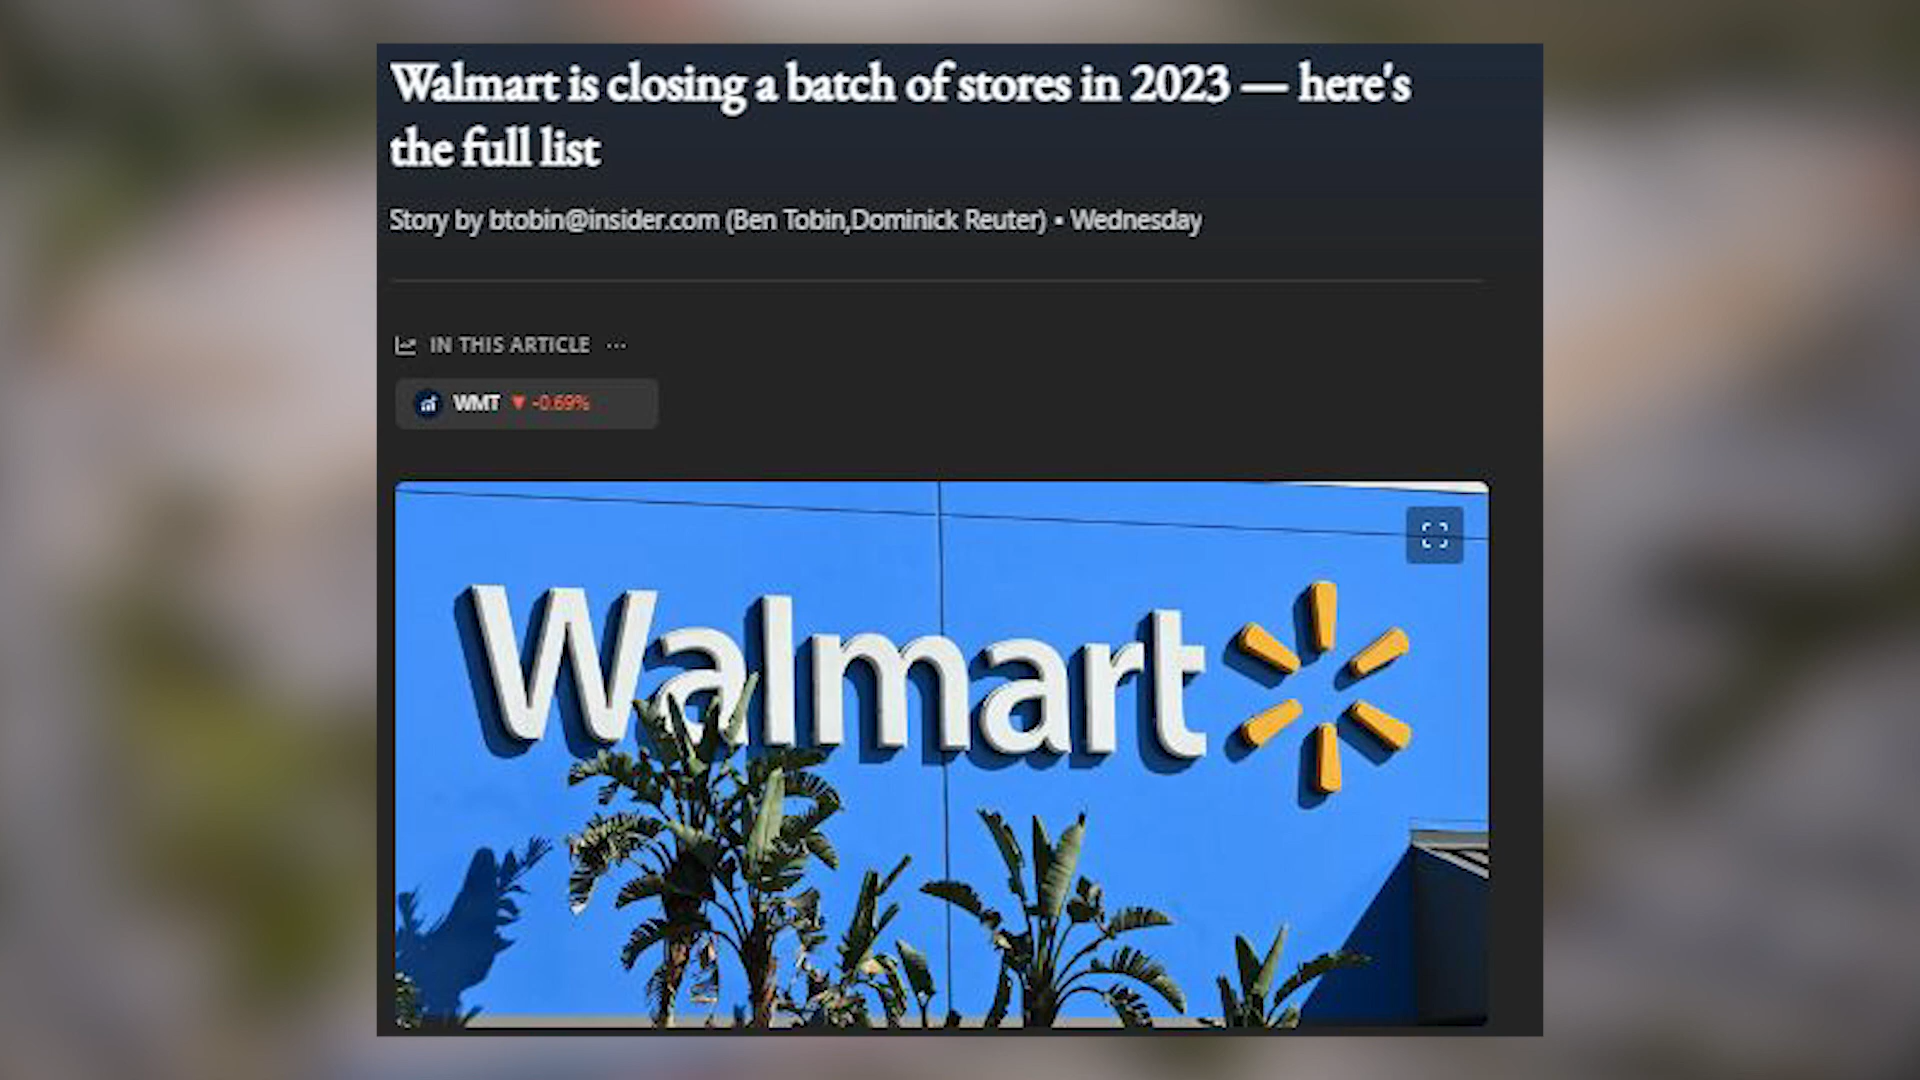 Walmart is closing a batch of stores in 2023 — here's
the full list
Story by btobin@insider.com (Ben Tobin,Dominick Reuter) • Wednesday
IN THIS ARTICLE ...
WMT ▼ -0.69%
Walmart